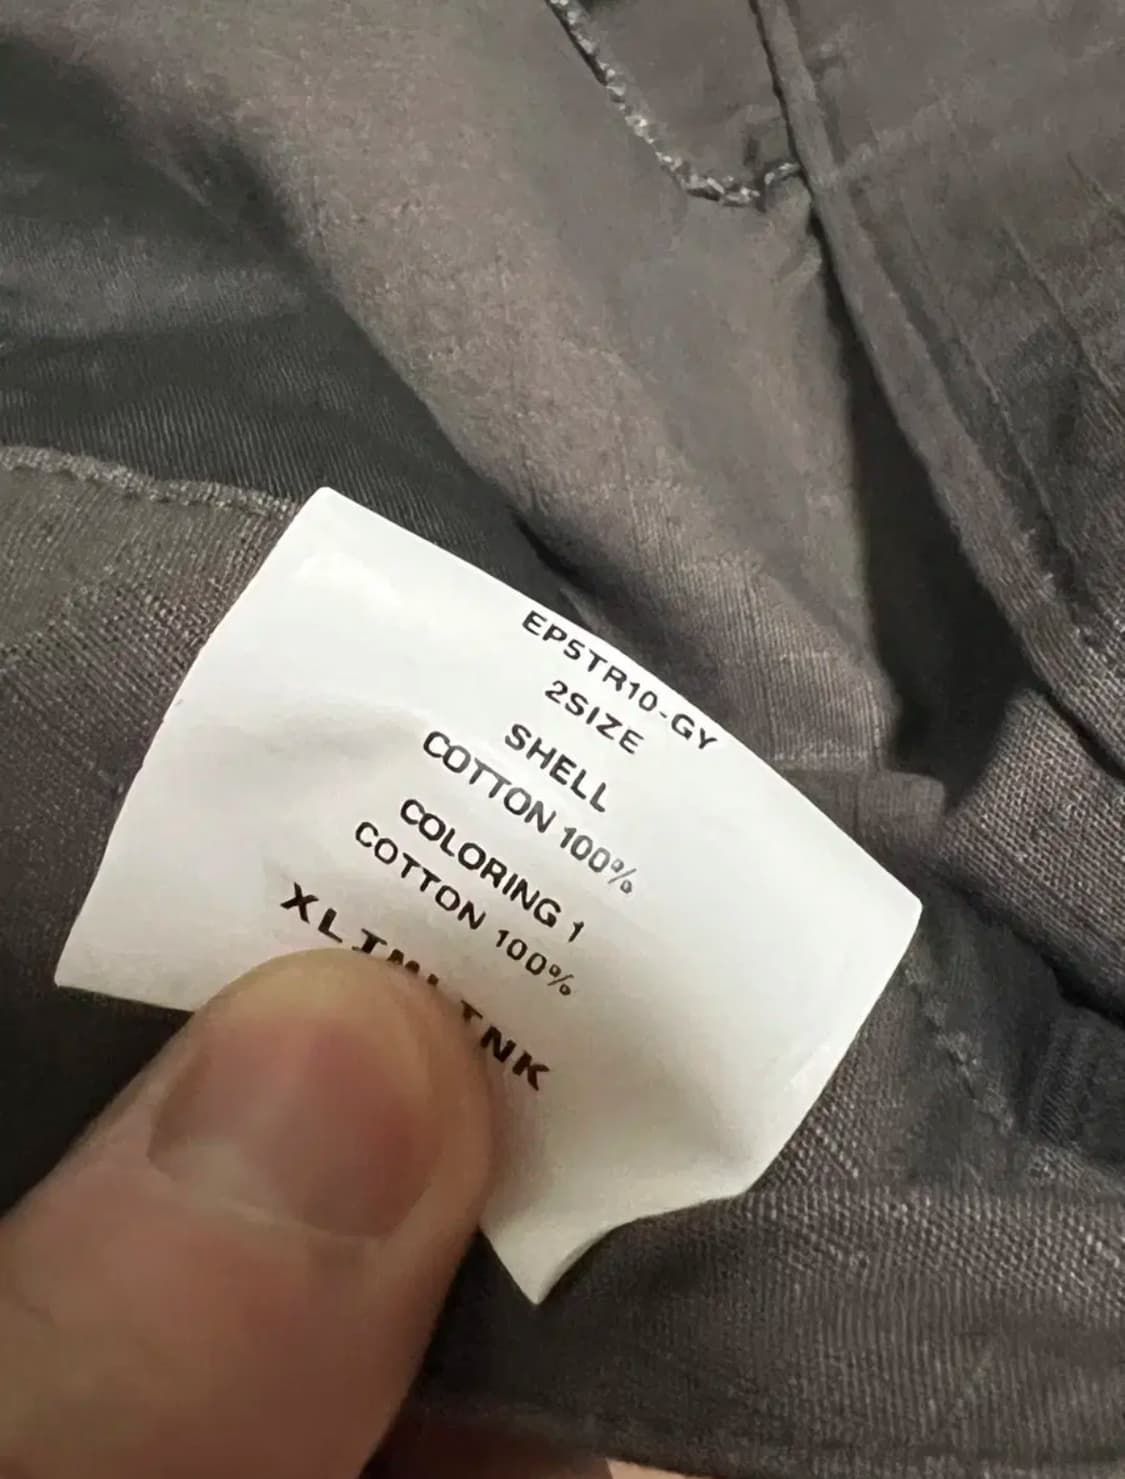 EPSTR10-GY
2SIZE
SHELL
COTTON 100%
COLORING 1
COTTON 100%